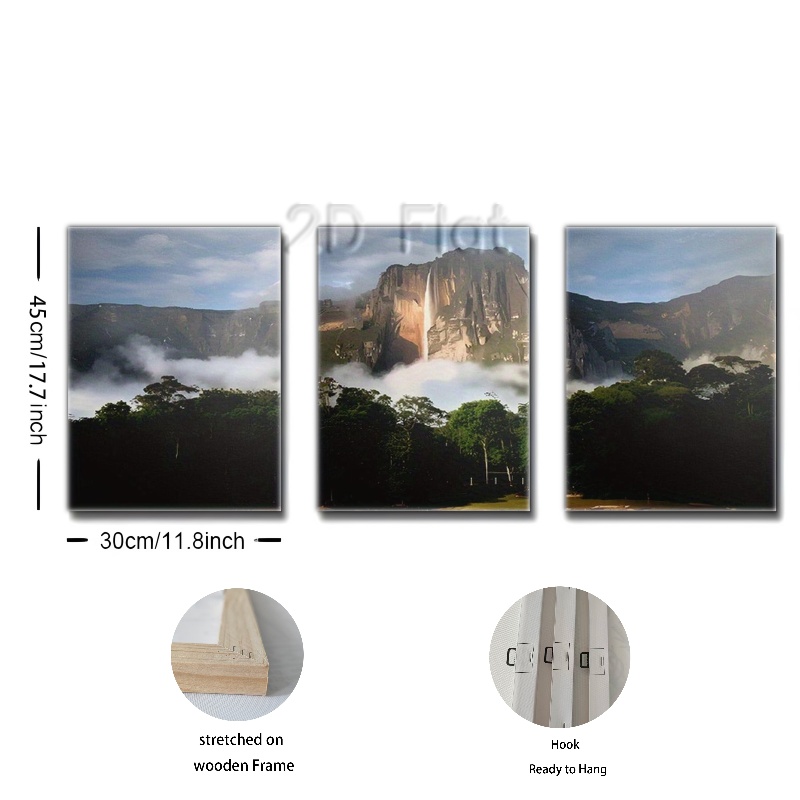 2D Flat
45cm/17.7inch
30cm/11.8inch
stretched on
wooden Frame
Hook
Ready to Hang